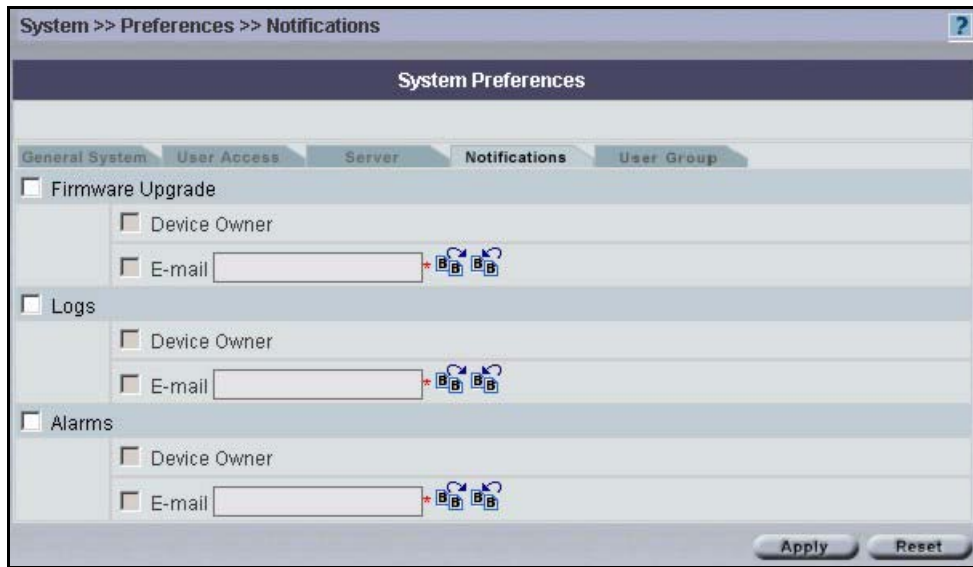 System >> Preferences >> Notifications
?
System Preferences
General System User Access Server Notifications User Group
Firmware Upgrade
Device Owner
E-mail * B B B B
Logs
Device Owner
E-mail * B B B B
Alarms
Device Owner
E-mail * B B B B
Apply Reset